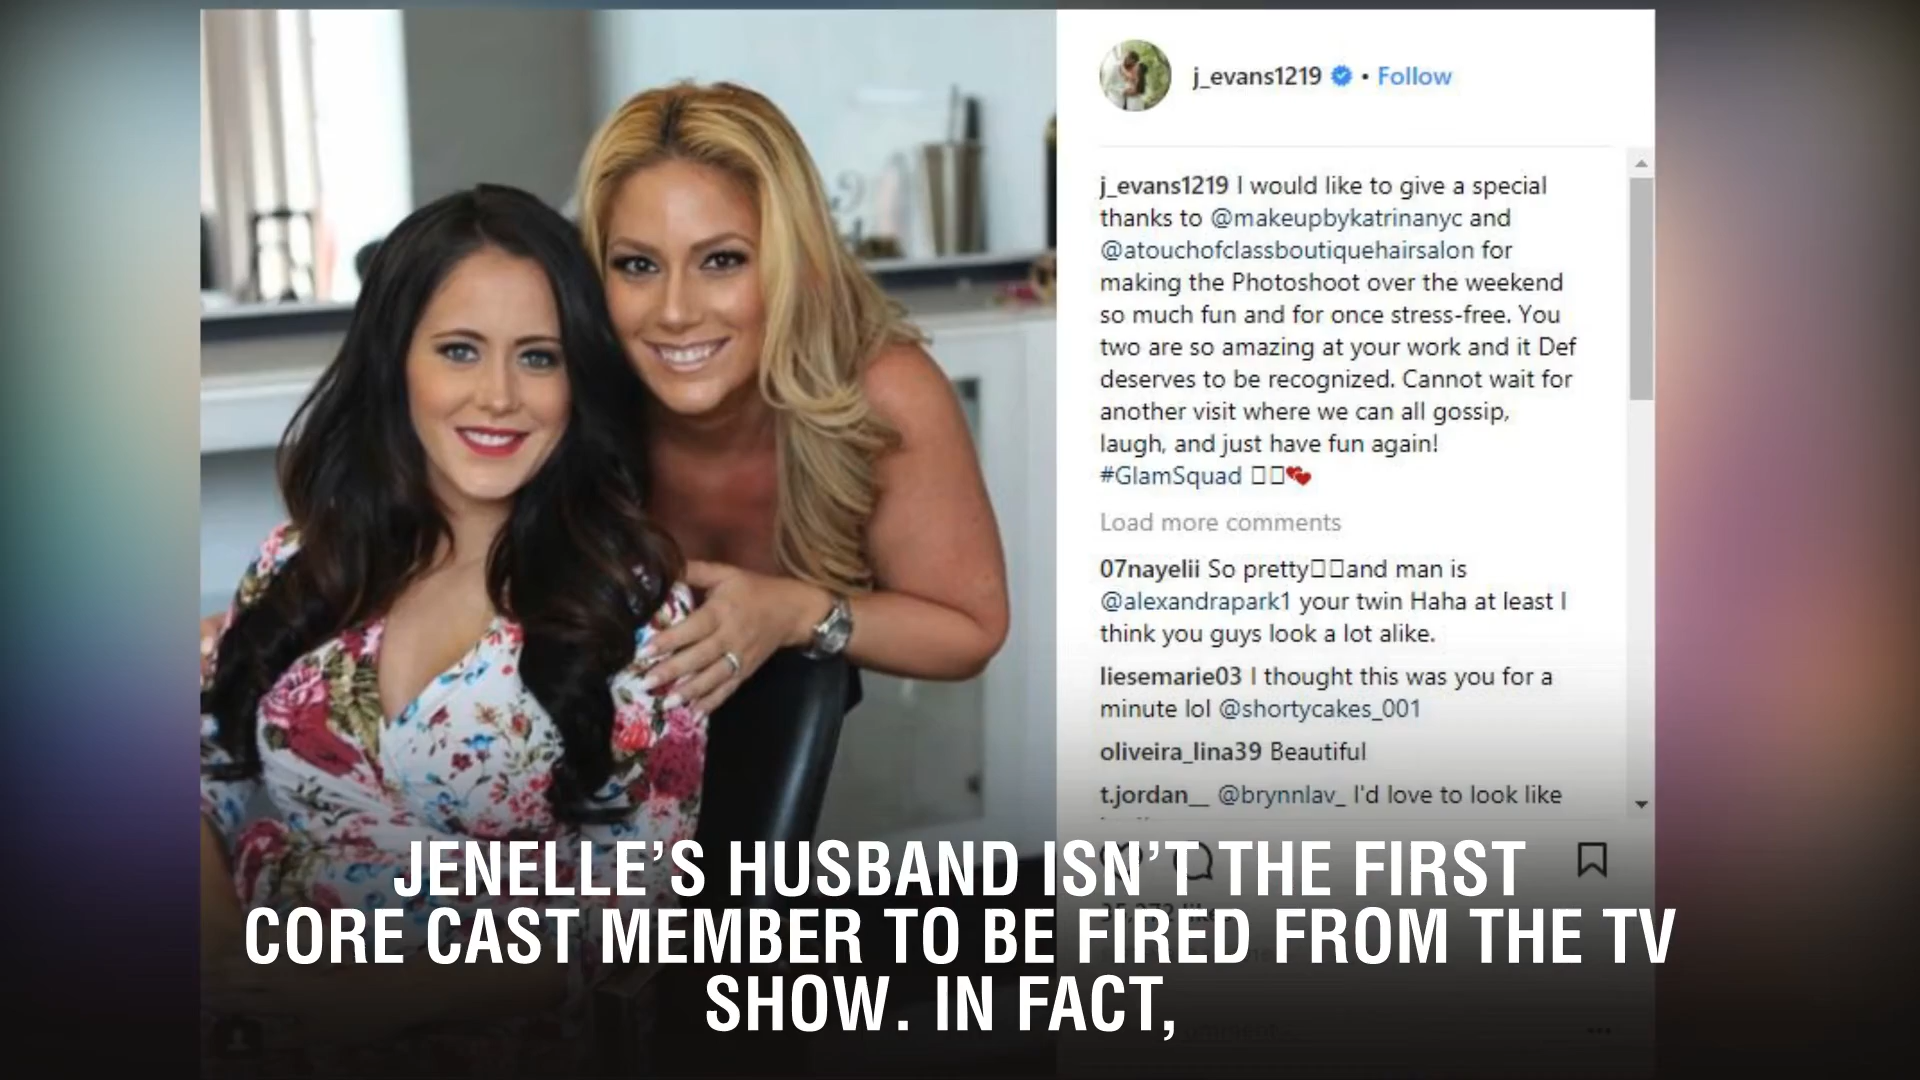 j_evans1219 • Follow
j_evans1219 I would like to give a special
thanks to @makeupbykatrinanyc and
@atouchofclassboutiquehairsalon for
making the Photoshoot over the weekend
so much fun and for once stress-free. You
two are so amazing at your work and it Def
deserves to be recognized. Cannot wait for
another visit where we can all gossip,
laugh, and just have fun again!
#GlamSquad
Load more comments
07nayelii So pretty and man is
@alexandrapark1 your twin Haha at least I
think you guys look a lot alike.
liesemarie03 I thought this was you for a
minute lol @shortycakes_001
oliveira_lina39 Beautiful
t.jordan__ @brynnlav_ I'd love to look like
JENELLE’S HUSBAND ISN’T THE FIRST
CORE CAST MEMBER TO BE FIRED FROM THE TV
SHOW. IN FACT,